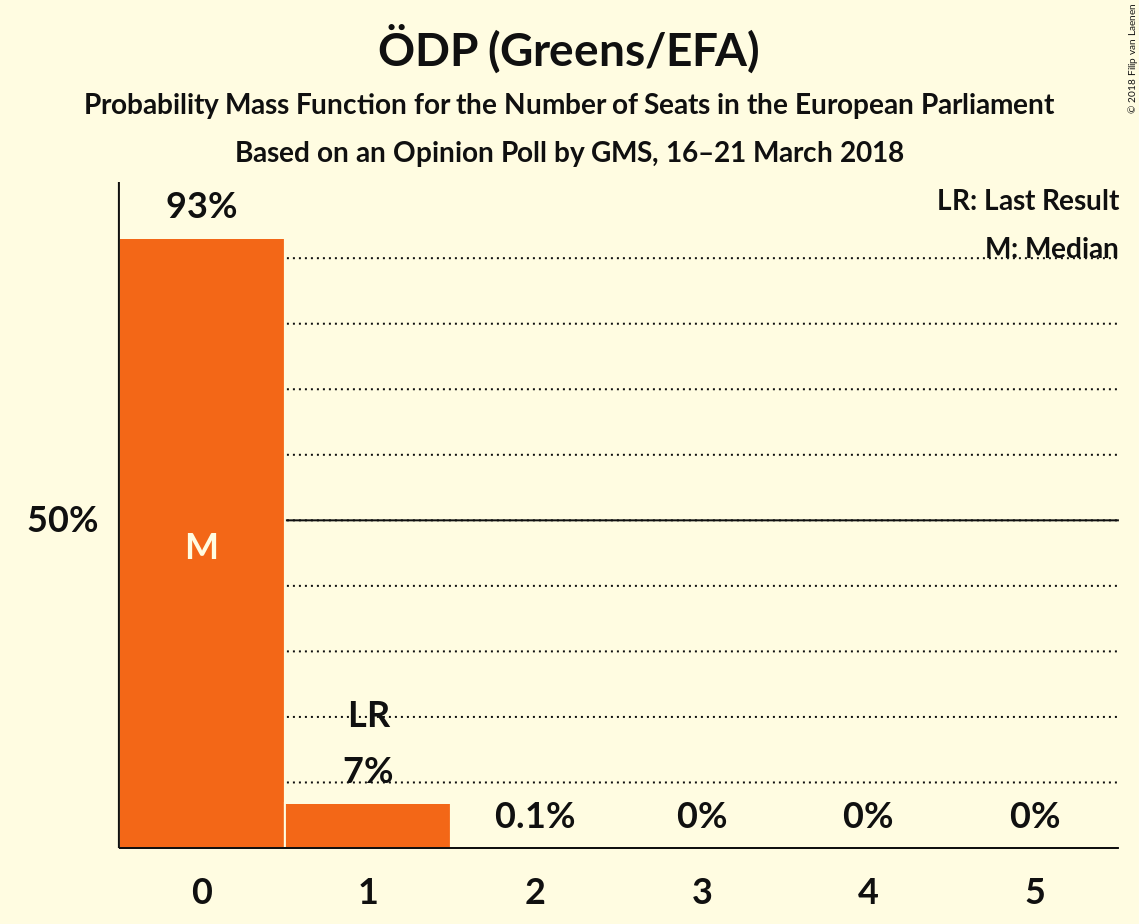 ÖDP (Greens/EFA)
Probability Mass Function for the Number of Seats in the European Parliament
Based on an Opinion Poll by GMS, 16–21 March 2018
© 2018 Filip van Laenen
LR: Last Result
M: Median
93%
50%
M
LR
7%
0.1%
0%
0%
0%
0
1
2
3
4
5